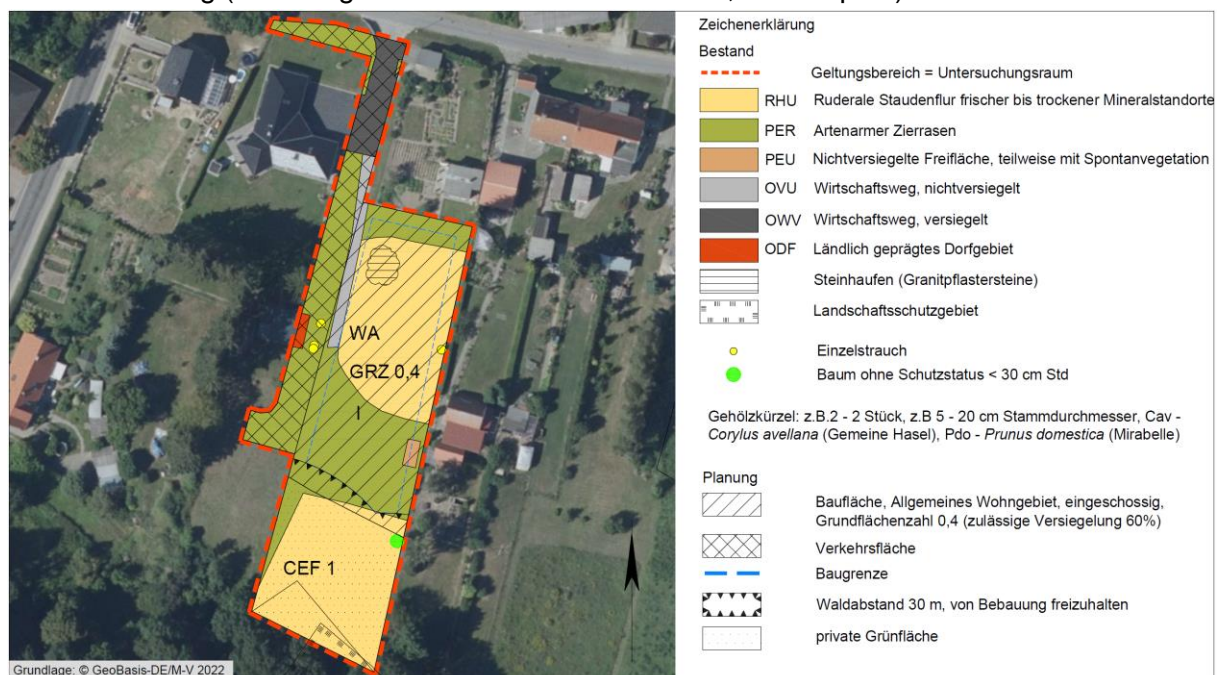 WA
GRZ 0,4
I
CEF 1
Grundlage: © GeoBasis-DE/M-V 2022
Zeichenerklärung
Bestand
Geltungsbereich = Untersuchungsraum
RHU Ruderale Staudenflur frischer bis trockener Mineralstandorte
PER Artenarmer Zierrasen
PEU Nichtversiegelte Freifläche, teilweise mit Spontanvegetation
OVU Wirtschaftsweg, nichtversiegelt
OWV Wirtschaftsweg, versiegelt
ODF Ländlich geprägtes Dorfgebiet
Steinhaufen (Granitpflastersteine)
Landschaftsschutzgebiet
Einzelstrauch
Baum ohne Schutzstatus < 30 cm Std
Gehölzkürzel: z.B.2 - 2 Stück, z.B 5 - 20 cm Stammdurchmesser, Cav -
Corylus avellana (Gemeine Hasel), Pdo - Prunus domestica (Mirabelle)
Planung
Baufläche, Allgemeines Wohngebiet, eingeschossig,
Grundflächenzahl 0,4 (zulässige Versiegelung 60%)
Verkehrsfläche
Baugrenze
Waldabstand 30 m, von Bebauung freizuhalten
private Grünfläche